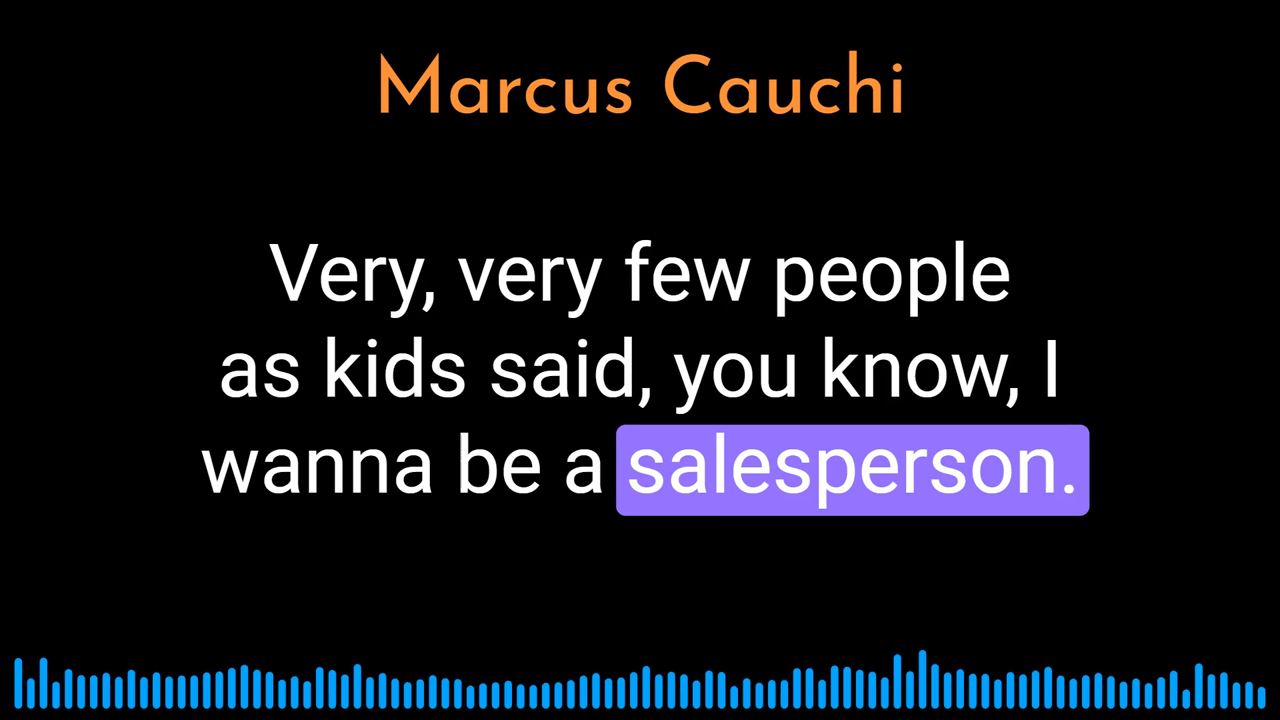 Marcus Cauchi
Very, very few people
as kids said, you know, I
wanna be a salesperson.